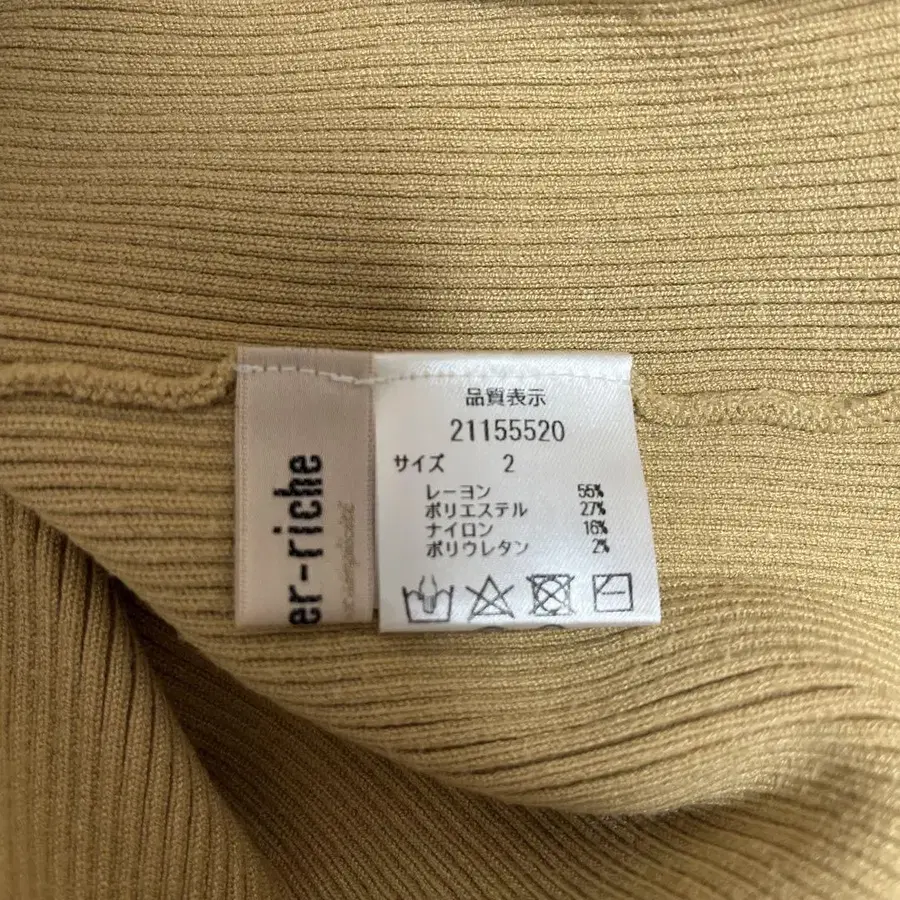 品質表示
21155520
サイズ 2
レーヨン 55%
ポリエステル 27%
ナイロン 16%
ポリウレタン 2%
er-riche